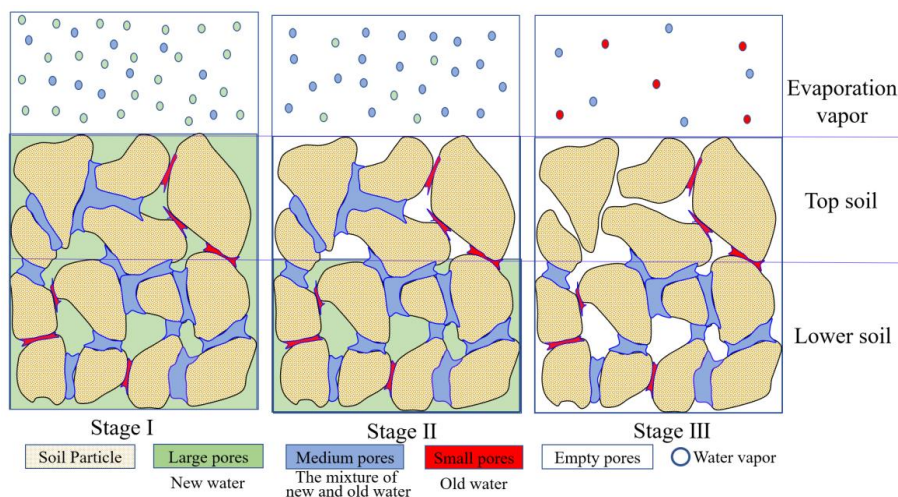 Evaporation
vapor
Top soil
Lower soil
Stage I
Stage II
Stage III
Soil Particle
Large pores
Medium pores
Small pores
Empty pores
Water vapor
New water
The mixture of
new and old water
Old water